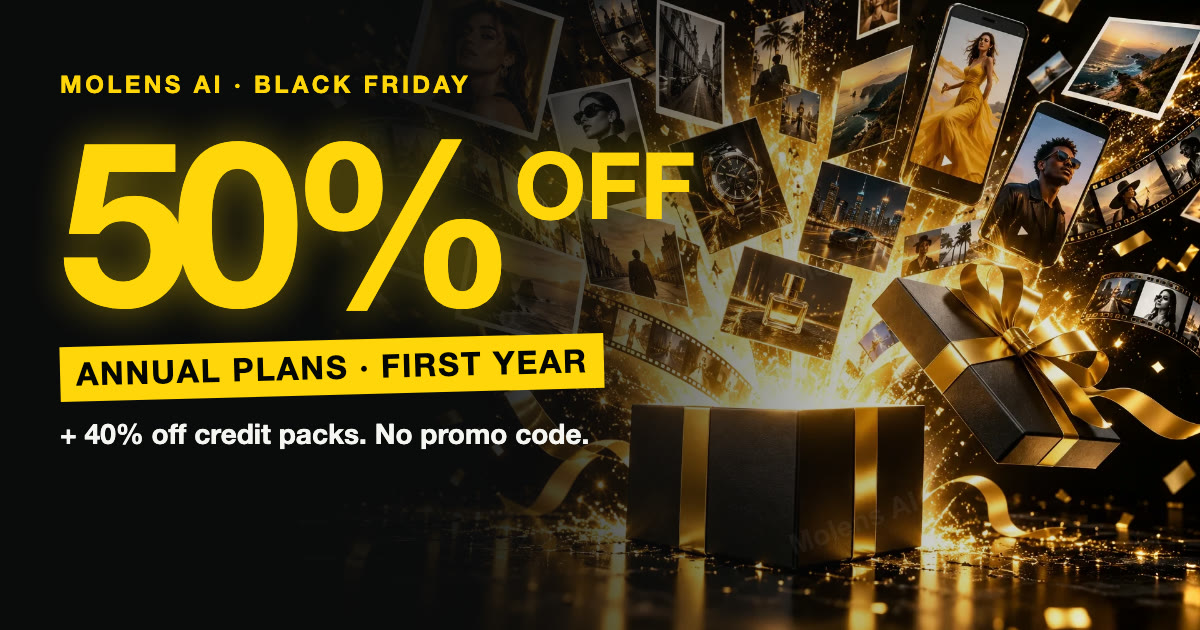 MOLENS AI · BLACK FRIDAY
50% OFF
ANNUAL PLANS · FIRST YEAR
+ 40% off credit packs. No promo code.
Molens AI